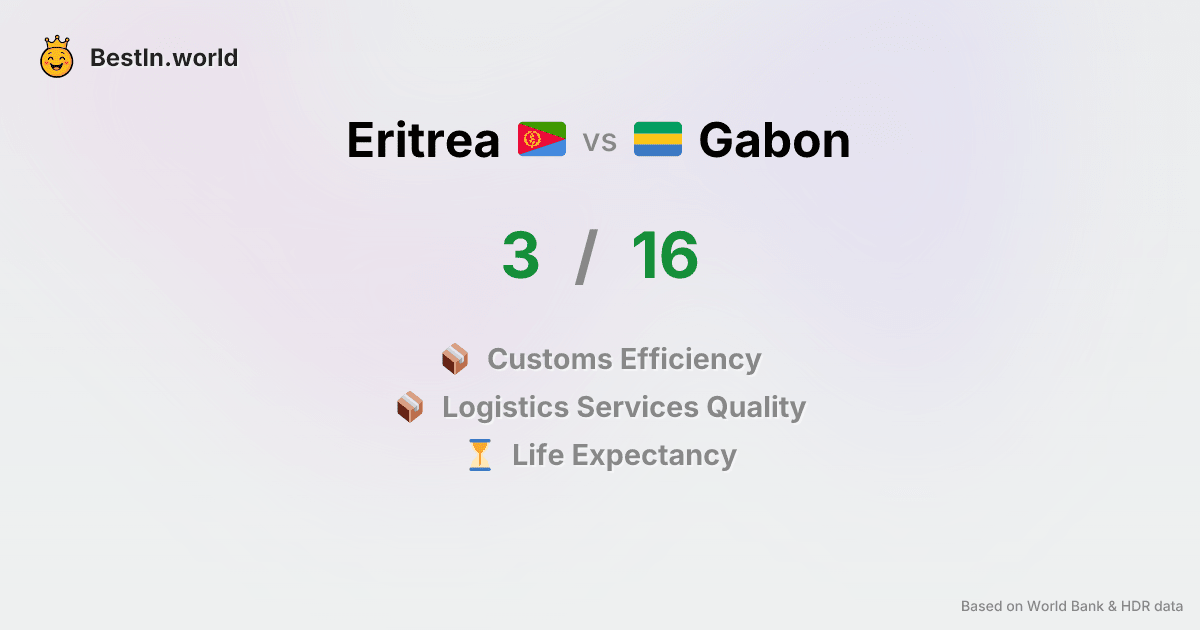 BestIn.world
Eritrea vs Gabon
3 / 16
Customs Efficiency
Logistics Services Quality
Life Expectancy
Based on World Bank & HDR data